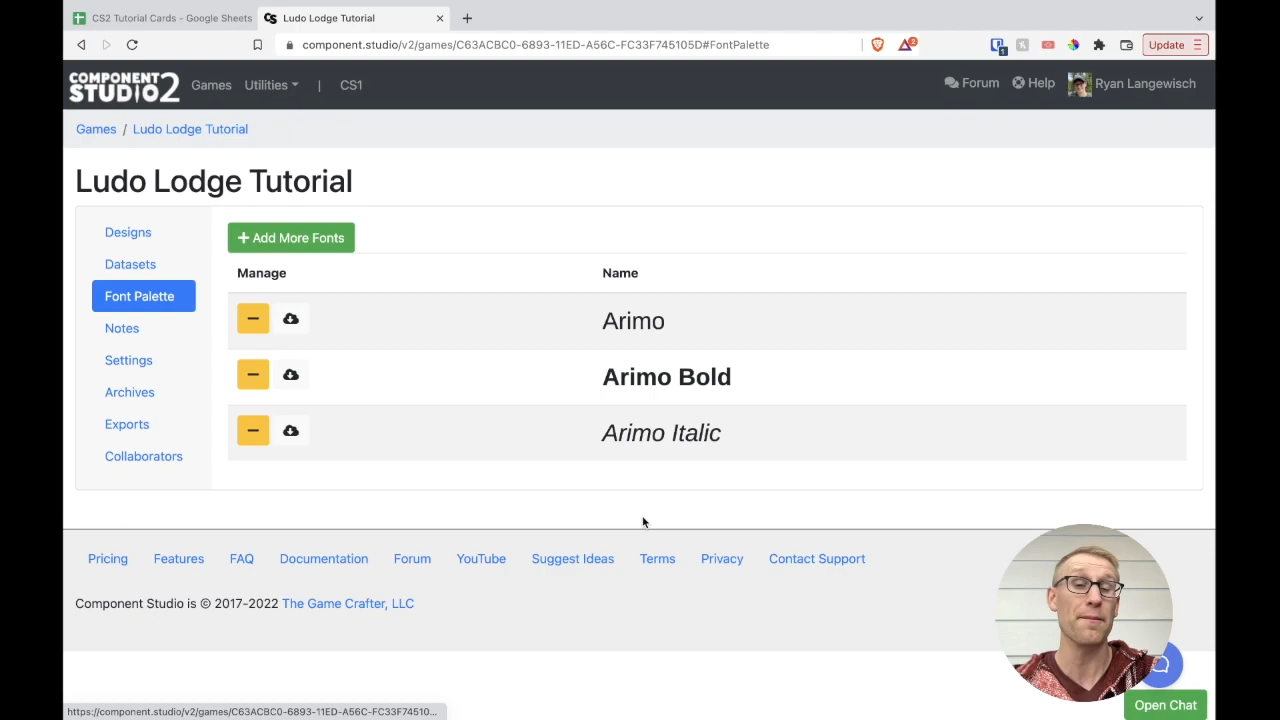 CS2 Tutorial Cards - Google Sheets
Ludo Lodge Tutorial
component.studio/v2/games/C63ACBC0-6893-11ED-A56C-FC33F745105D#FontPalette
1
2
Update
COMPONENT STUDIO2
Games
Utilities
|
CS1
Forum
Help
Ryan Langewisch
Games / Ludo Lodge Tutorial
Ludo Lodge Tutorial
Designs
Datasets
Font Palette
Notes
Settings
Archives
Exports
Collaborators
+ Add More Fonts
Manage
Name
Arimo
Arimo Bold
Arimo Italic
Pricing
Features
FAQ
Documentation
Forum
YouTube
Suggest Ideas
Terms
Privacy
Contact Support
Component Studio is © 2017-2022 The Game Crafter, LLC
Open Chat
https://component.studio/v2/games/C63ACBC0-6893-11ED-A56C-FC33F74510...